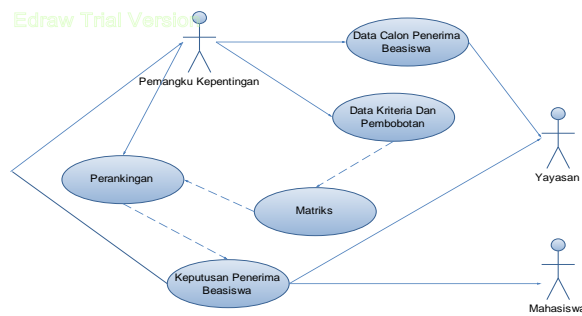 Edraw Trial Version
Data Calon Penerima
Beasiswa
Pemangku Kepentingan
Data Kriteria Dan
Pembobotan
Perankingan
Yayasan
Matriks
Keputusan Penerima
Beasiswa
Mahasiswa